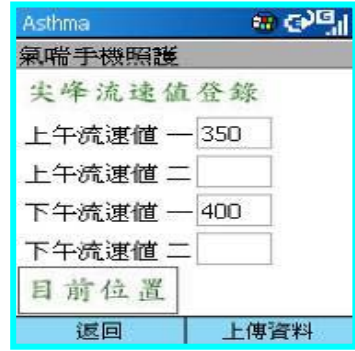 Asthma
氣喘手機照護
尖峰流速值登錄
上午流速值 一 350
上午流速值 二
下午流速值 一 400
下午流速值 二
目前位置
返回 上傳資料